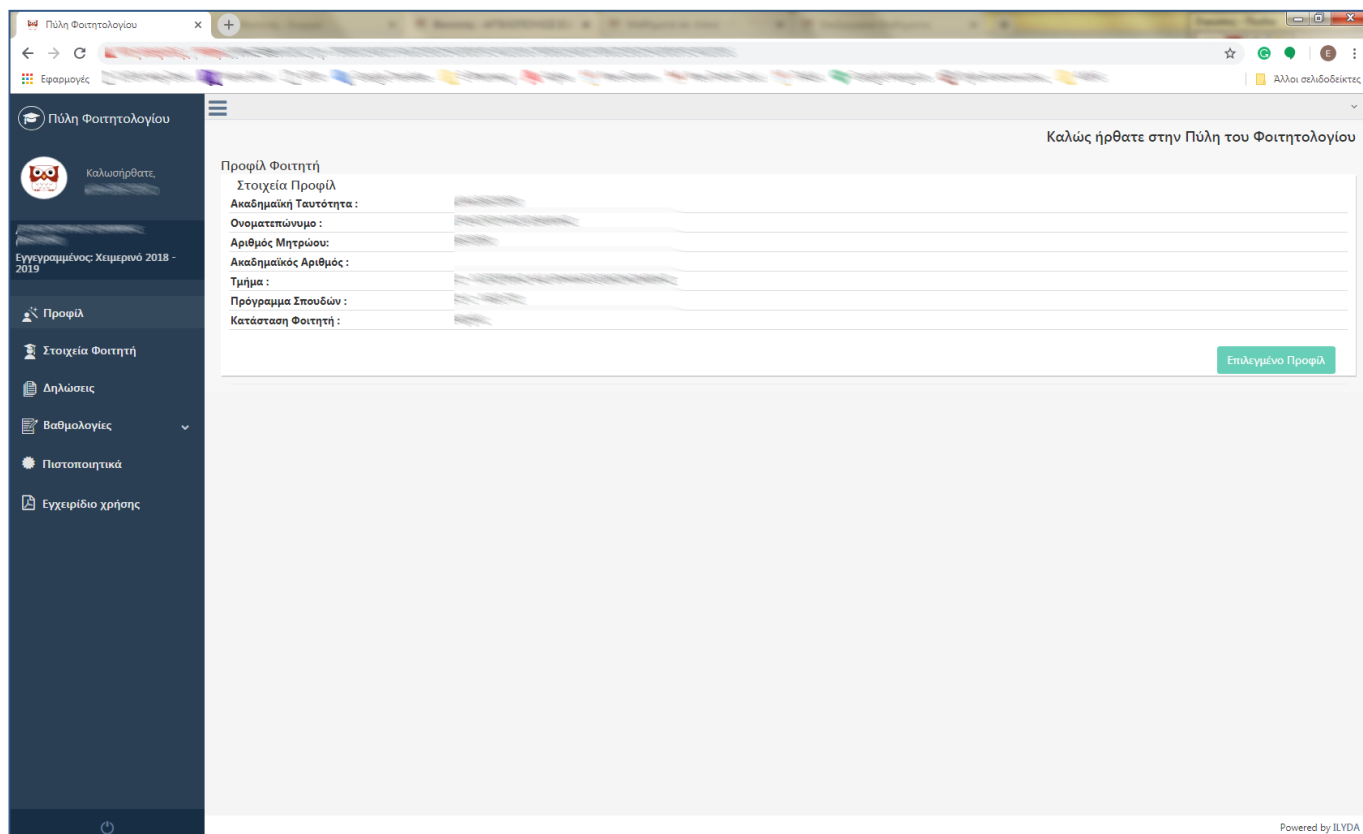 Πύλη Φοιτητολογίου
Εφαρμογές
Άλλοι σελιδοδείκτες
Πύλη Φοιτητολογίου
Καλωσήρθατε,
Εγγεγραμμένος: Χειμερινό 2018 -
2019
Προφίλ
Στοιχεία Φοιτητή
Δηλώσεις
Βαθμολογίες
Πιστοποιητικά
Εγχειρίδιο χρήσης
Καλώς ήρθατε στην Πύλη του Φοιτητολογίου
Προφίλ Φοιτητή
Στοιχεία Προφίλ
Ακαδημαϊκή Ταυτότητα :
Ονοματεπώνυμο :
Αριθμός Μητρώου:
Ακαδημαϊκός Αριθμός :
Τμήμα :
Πρόγραμμα Σπουδών :
Κατάσταση Φοιτητή :
Επιλεγμένο Προφίλ
Powered by ILYDA